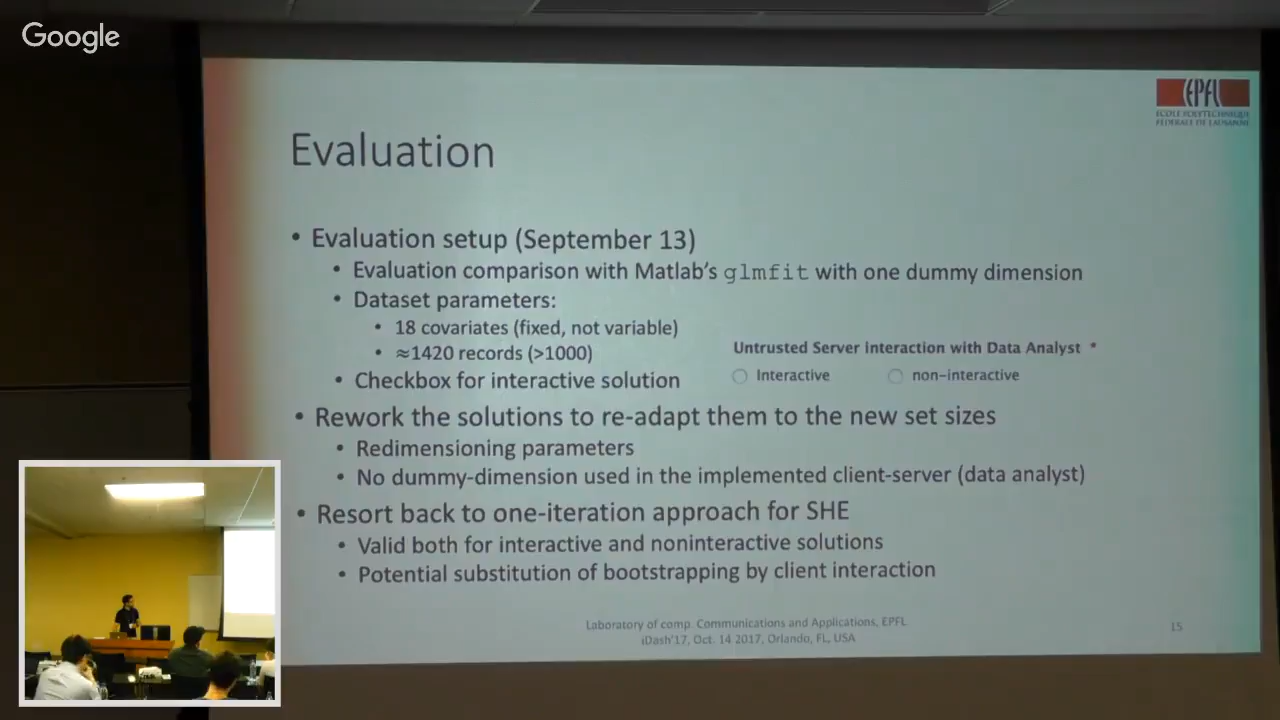 Google
EPFL
ECOLE POLYTECHNIQUE
FEDERALE DE LAUSANNE
Evaluation
• Evaluation setup (September 13)
• Evaluation comparison with Matlab's glmfit with one dummy dimension
• Dataset parameters:
• 18 covariates (fixed, not variable)
• ≈1420 records (>1000)
• Checkbox for interactive solution
Untrusted Server Interaction with Data Analyst *
Interactive non-interactive
• Rework the solutions to re-adapt them to the new set sizes
• Redimensioning parameters
• No dummy-dimension used in the implemented client-server (data analyst)
• Resort back to one-iteration approach for SHE
• Valid both for interactive and noninteractive solutions
• Potential substitution of bootstrapping by client interaction
Laboratory of comp. Communications and Applications, EPFL
iDash'17, Oct. 14 2017, Orlando, FL, USA
15